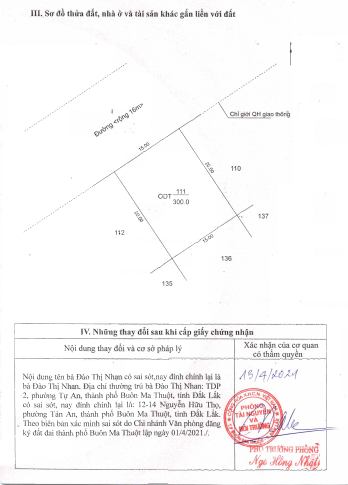 III. Sơ đồ thửa đất, nhà ở và tài sản khác gắn liền với đất
Đường <rộng 16m>
Chỉ giới QH giao thông
15.00
20.00
110
CDT 111
300.0
20.00
112
15.00
137
136
135
IV. Những thay đổi sau khi cấp giấy chứng nhận
Nội dung thay đổi và cơ sở pháp lý
Xác nhận của cơ quan
có thẩm quyền
Nội dung tên bà Đào Thị Nhạn có sai sót,nay đính chính lại là
bà Đào Thị Nhan. Địa chỉ thường trú bà Đào Thị Nhan: TDP
2, phường Tự An, thành phố Buôn Ma Thuột, tỉnh Đắk Lắk
có sai sót, nay đính chính lại là: 12-14 Nguyễn Hữu Thọ,
phường Tân An, thành phố Buôn Ma Thuột, tỉnh Đắk Lắk.
Theo biên bản xác minh sai sót do Chi nhánh Văn phòng đăng
ký đất đai thành phố Buôn Ma Thuột lập ngày 01/4/2021./.
13/4/2021
PHÒNG
TÀI NGUYÊN
VÀ
MÔI TRƯỜNG
PHÓ TRƯỞNG PHÒNG
Ngô Hồng Nhật